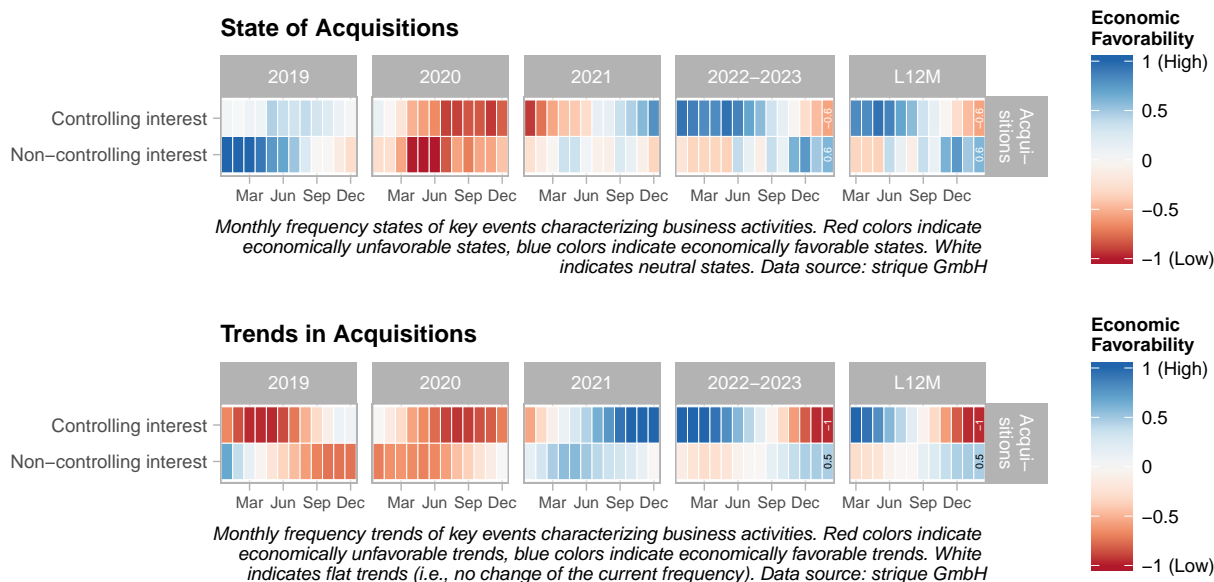 State of Acquisitions
2019
2020
2021
2022−2023
L12M
Controlling interest
Non−controlling interest
−0.6
0.6
−0.6
0.6
Acqui−
sitions
Mar Jun Sep Dec
Mar Jun Sep Dec
Mar Jun Sep Dec
Mar Jun Sep Dec
Mar Jun Sep Dec
Monthly frequency states of key events characterizing business activities. Red colors indicate
economically unfavorable states, blue colors indicate economically favorable states. White
indicates neutral states. Data source: strique GmbH
Economic
Favorability
1 (High)
0.5
0
−0.5
−1 (Low)
Trends in Acquisitions
2019
2020
2021
2022−2023
L12M
Controlling interest
Non−controlling interest
−1
0.5
−1
0.5
Acqui−
sitions
Mar Jun Sep Dec
Mar Jun Sep Dec
Mar Jun Sep Dec
Mar Jun Sep Dec
Mar Jun Sep Dec
Monthly frequency trends of key events characterizing business activities. Red colors indicate
economically unfavorable trends, blue colors indicate economically favorable trends. White
indicates flat trends (i.e., no change of the current frequency). Data source: strique GmbH
Economic
Favorability
1 (High)
0.5
0
−0.5
−1 (Low)